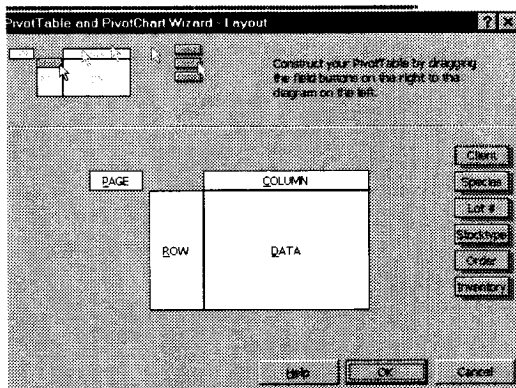 PivotTable and PivotChart Wizard - Layout
Construct your PivotTable by dragging
the field buttons on the right to the
diagram on the left.
PAGE
COLUMN
ROW
DATA
Client
Species
Lot #
Stocktype
Order
Inventory
Help
OK
Cancel